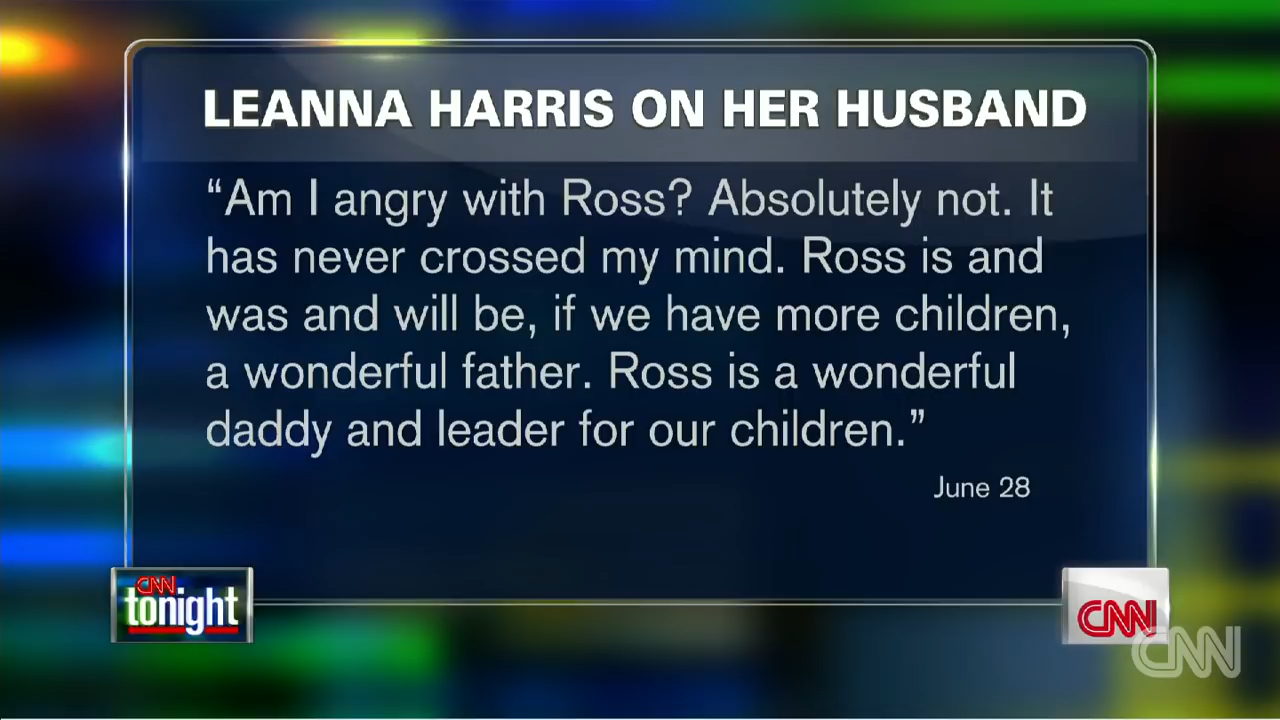 LEANNA HARRIS ON HER HUSBAND
“Am I angry with Ross? Absolutely not. It
has never crossed my mind. Ross is and
was and will be, if we have more children,
a wonderful father. Ross is a wonderful
daddy and leader for our children.”
June 28
CNN
tonight
CNN
CNN